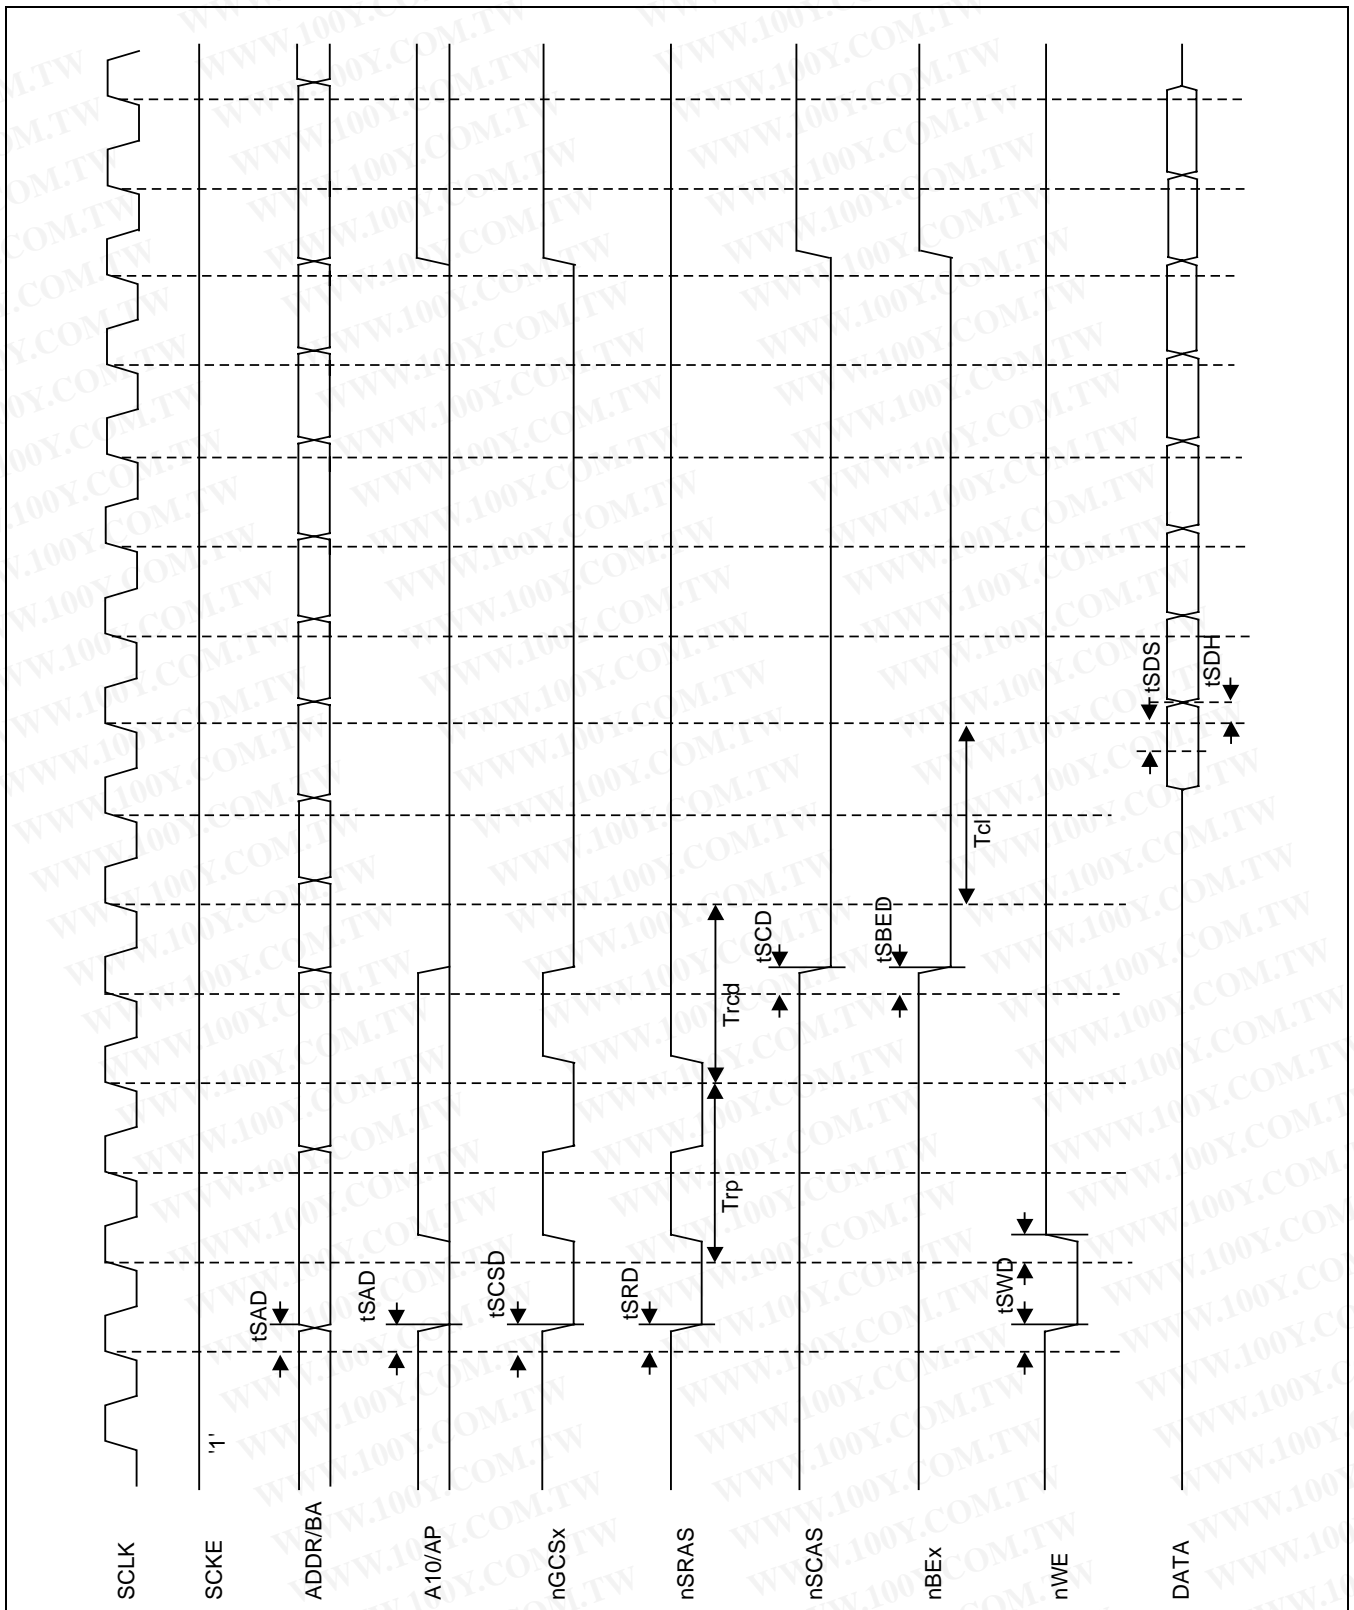 SCLK
SCKE
'1'
ADDR/BA
tSAD
A10/AP
tSAD
nGCSx
tSCSD
nSRAS
tSRD
Trp
Trcd
nSCAS
tSCD
nBEx
tSBED
Tcl
nWE
tSWD
DATA
tSDS
tSDH
WWW.100Y.COM.TW